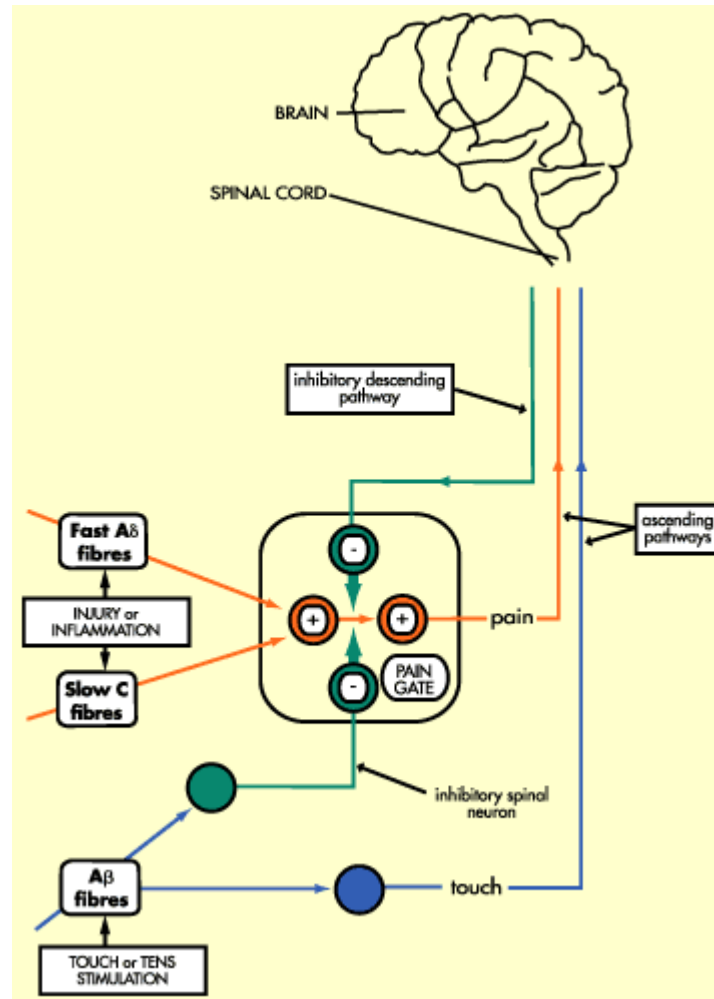 BRAIN
SPINAL CORD
inhibitory descending
pathway
Fast Aδ
fibres
ascending
pathways
INJURY or
INFLAMMATION
-
+
+
pain
-
PAIN
GATE
Slow C
fibres
inhibitory spinal
neuron
Aβ
fibres
touch
TOUCH or TENS
STIMULATION